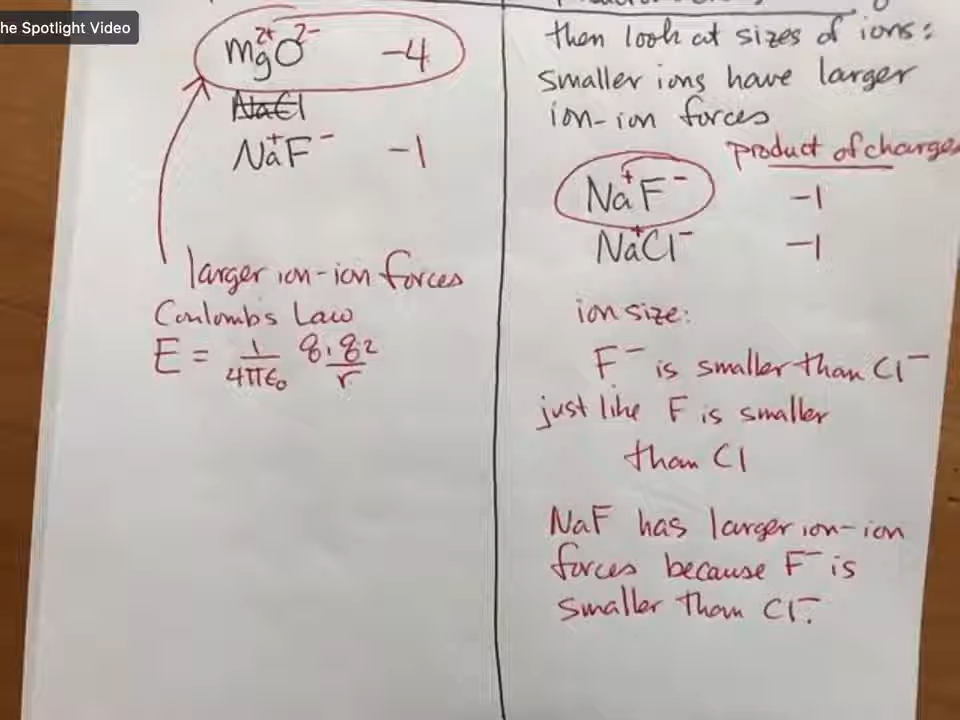 he Spotlight Video
Mg²⁺O²⁻ -4
NaCl
Na⁺F⁻ -1
larger ion-ion forces
Coulombs Law
E = 1/4πε₀ q₁q₂/r
then look at sizes of ions:
smaller ions have larger
ion-ion forces
product of charge
Na⁺F⁻ -1
Na⁺Cl⁻ -1
ion size:
F⁻ is smaller than Cl⁻
just like F is smaller
than Cl
NaF has larger ion-ion
forces because F⁻ is
smaller than Cl⁻.